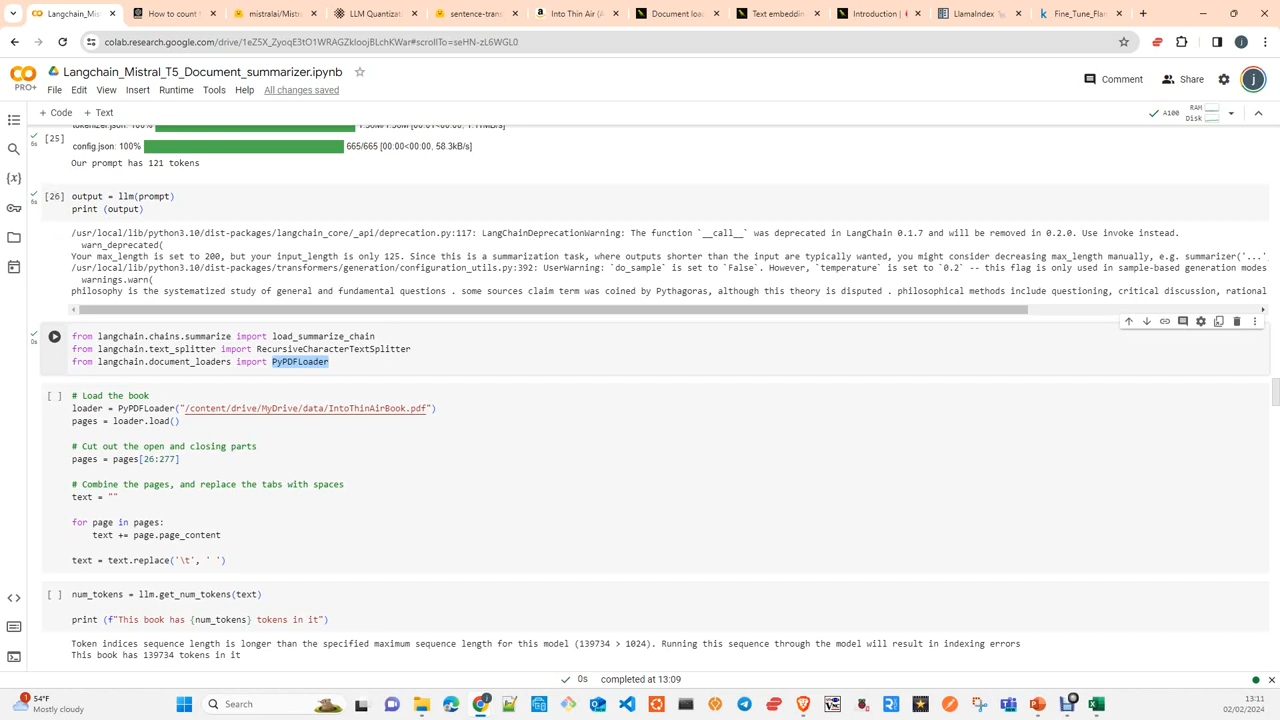 Langchain_Mistral_T5_Docum
How to count
mistralai/Mistr
LLM Quantizat
sentence-trans
Into Thin Air (A
Document loa
Text embeddin
Introduction |
LlamaIndex
Fine_Tune_Flan
colab.research.google.com/drive/1eZ5X_ZyoqE3tO1WRAGZkloojBLchKWar#scrollTo=seHN-zL6WGL0
Langchain_Mistral_T5_Document_summarizer.ipynb
PRO+
File Edit View Insert Runtime Tools Help All changes saved
Comment Share
+ Code + Text
RAM
Disk
A100
tokenizer.json: 100%
[25]
6s
config.json: 100% 665/665 [00:00<00:00, 58.3kB/s]
Our prompt has 121 tokens
[26] output = llm(prompt)
6s
print (output)
/usr/local/lib/python3.10/dist-packages/langchain_core/_api/deprecation.py:117: LangChainDeprecationWarning: The function `__call__` was deprecated in LangChain 0.1.7 and will be removed in 0.2.0. Use invoke instead.
warn_deprecated(
Your max_length is set to 200, but your input_length is only 125. Since this is a summarization task, where outputs shorter than the input are typically wanted, you might consider decreasing max_length manually, e.g. summarizer('...'
/usr/local/lib/python3.10/dist-packages/transformers/generation/configuration_utils.py:392: UserWarning: `do_sample` is set to `False`. However, `temperature` is set to `0.2` -- this flag is only used in sample-based generation modes
warnings.warn(
philosophy is the systematized study of general and fundamental questions . some sources claim term was coined by Pythagoras, although this theory is disputed . philosophical methods include questioning, critical discussion, rational
0s
from langchain.chains.summarize import load_summarize_chain
from langchain.text_splitter import RecursiveCharacterTextSplitter
from langchain.document_loaders import PyPDFLoader
[ ] # Load the book
loader = PyPDFLoader("/content/drive/MyDrive/data/IntoThinAirBook.pdf")
pages = loader.load()
# Cut out the open and closing parts
pages = pages[26:277]
# Combine the pages, and replace the tabs with spaces
text = ""
for page in pages:
text += page.page_content
text = text.replace('\t', ' ')
[ ] num_tokens = llm.get_num_tokens(text)
print (f"This book has {num_tokens} tokens in it")
Token indices sequence length is longer than the specified maximum sequence length for this model (139734 > 1024). Running this sequence through the model will result in indexing errors
This book has 139734 tokens in it
0s completed at 13:09
54°F
Mostly cloudy
Search
13:11
02/02/2024